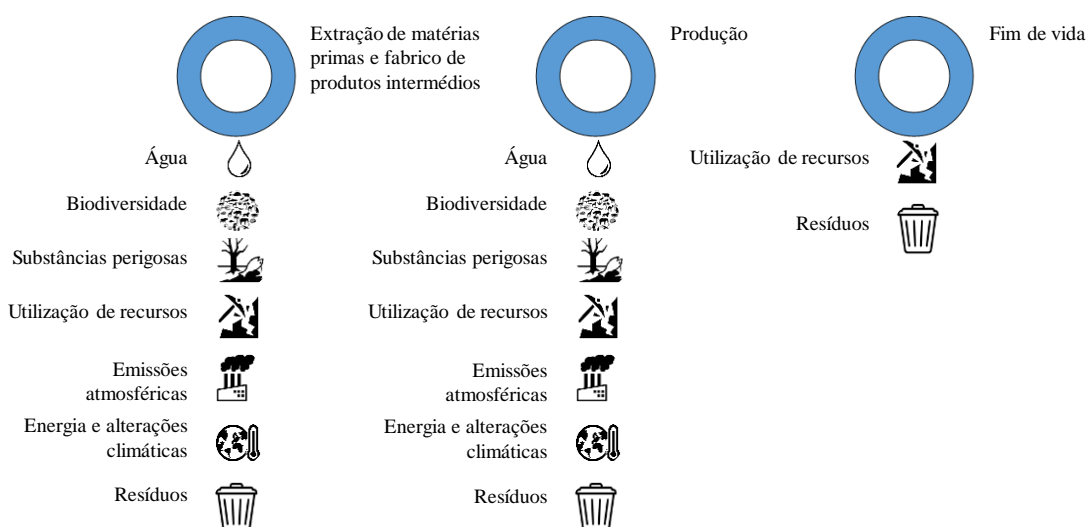 Extração de matérias
primas e fabrico de
produtos intermédios
Água
Biodiversidade
Substâncias perigosas
Utilização de recursos
Emissões
atmosféricas
Energia e alterações
climáticas
Resíduos
Produção
Água
Biodiversidade
Substâncias perigosas
Utilização de recursos
Emissões
atmosféricas
Energia e alterações
climáticas
Resíduos
Fim de vida
Utilização de recursos
Resíduos